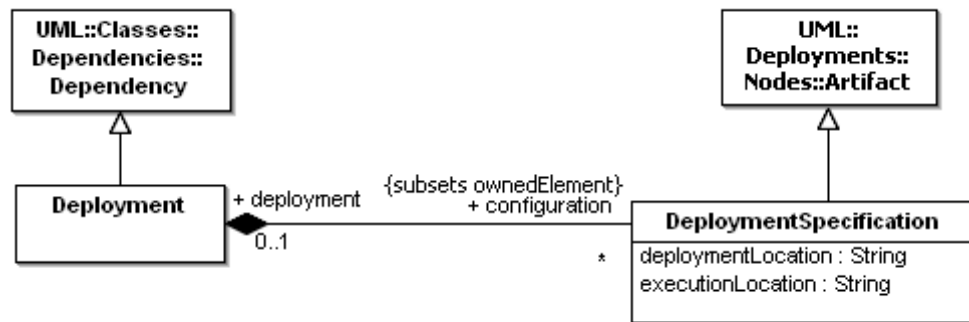 UML::Classes::
Dependencies::
Dependency
UML::
Deployments::
Nodes::Artifact
Deployment
+ deployment
0..1
{subsets ownedElement}
+ configuration
*
DeploymentSpecification
deploymentLocation : String
executionLocation : String